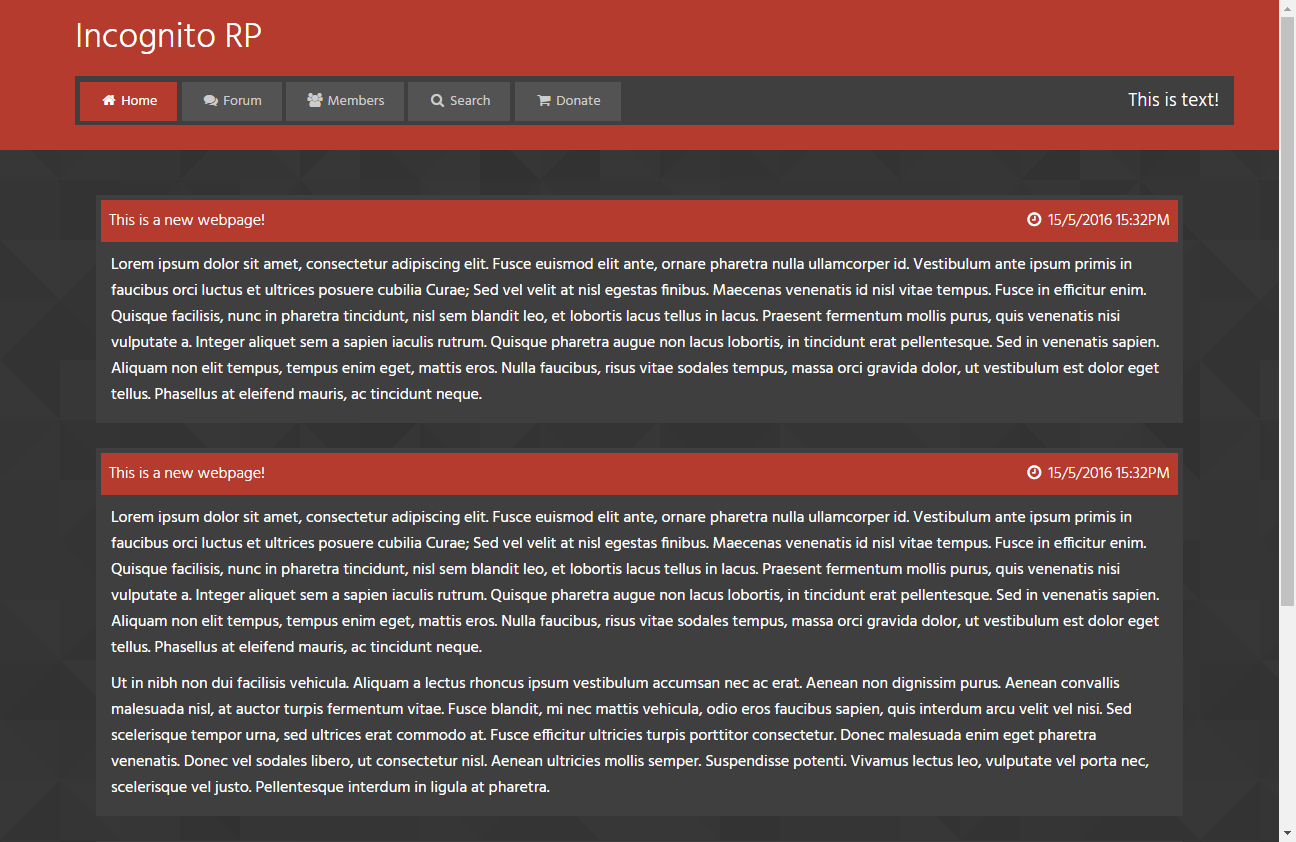 Incognito RP
Home Forum Members Search Donate This is text!
This is a new webpage! 15/5/2016 15:32PM
Lorem ipsum dolor sit amet, consectetur adipiscing elit. Fusce euismod elit ante, ornare pharetra nulla ullamcorper id. Vestibulum ante ipsum primis in
faucibus orci luctus et ultrices posuere cubilia Curae; Sed vel velit at nisl egestas finibus. Maecenas venenatis id nisl vitae tempus. Fusce in efficitur enim.
Quisque facilisis, nunc in pharetra tincidunt, nisl sem blandit leo, et lobortis lacus tellus in lacus. Praesent fermentum mollis purus, quis venenatis nisi
vulputate a. Integer aliquet sem a sapien iaculis rutrum. Quisque pharetra augue non lacus lobortis, in tincidunt erat pellentesque. Sed in venenatis sapien.
Aliquam non elit tempus, tempus enim eget, mattis eros. Nulla faucibus, risus vitae sodales tempus, massa orci gravida dolor, ut vestibulum est dolor eget
tellus. Phasellus at eleifend mauris, ac tincidunt neque.
This is a new webpage! 15/5/2016 15:32PM
Lorem ipsum dolor sit amet, consectetur adipiscing elit. Fusce euismod elit ante, ornare pharetra nulla ullamcorper id. Vestibulum ante ipsum primis in
faucibus orci luctus et ultrices posuere cubilia Curae; Sed vel velit at nisl egestas finibus. Maecenas venenatis id nisl vitae tempus. Fusce in efficitur enim.
Quisque facilisis, nunc in pharetra tincidunt, nisl sem blandit leo, et lobortis lacus tellus in lacus. Praesent fermentum mollis purus, quis venenatis nisi
vulputate a. Integer aliquet sem a sapien iaculis rutrum. Quisque pharetra augue non lacus lobortis, in tincidunt erat pellentesque. Sed in venenatis sapien.
Aliquam non elit tempus, tempus enim eget, mattis eros. Nulla faucibus, risus vitae sodales tempus, massa orci gravida dolor, ut vestibulum est dolor eget
tellus. Phasellus at eleifend mauris, ac tincidunt neque.
Ut in nibh non dui facilisis vehicula. Aliquam a lectus rhoncus ipsum vestibulum accumsan nec ac erat. Aenean non dignissim purus. Aenean convallis
malesuada nisl, at auctor turpis fermentum vitae. Fusce blandit, mi nec mattis vehicula, odio eros faucibus sapien, quis interdum arcu velit vel nisi. Sed
scelerisque tempor urna, sed ultrices erat commodo at. Fusce efficitur ultricies turpis porttitor consectetur. Donec malesuada enim eget pharetra
venenatis. Donec vel sodales libero, ut consectetur nisl. Aenean ultricies mollis semper. Suspendisse potenti. Vivamus lectus leo, vulputate vel porta nec,
scelerisque vel justo. Pellentesque interdum in ligula at pharetra.